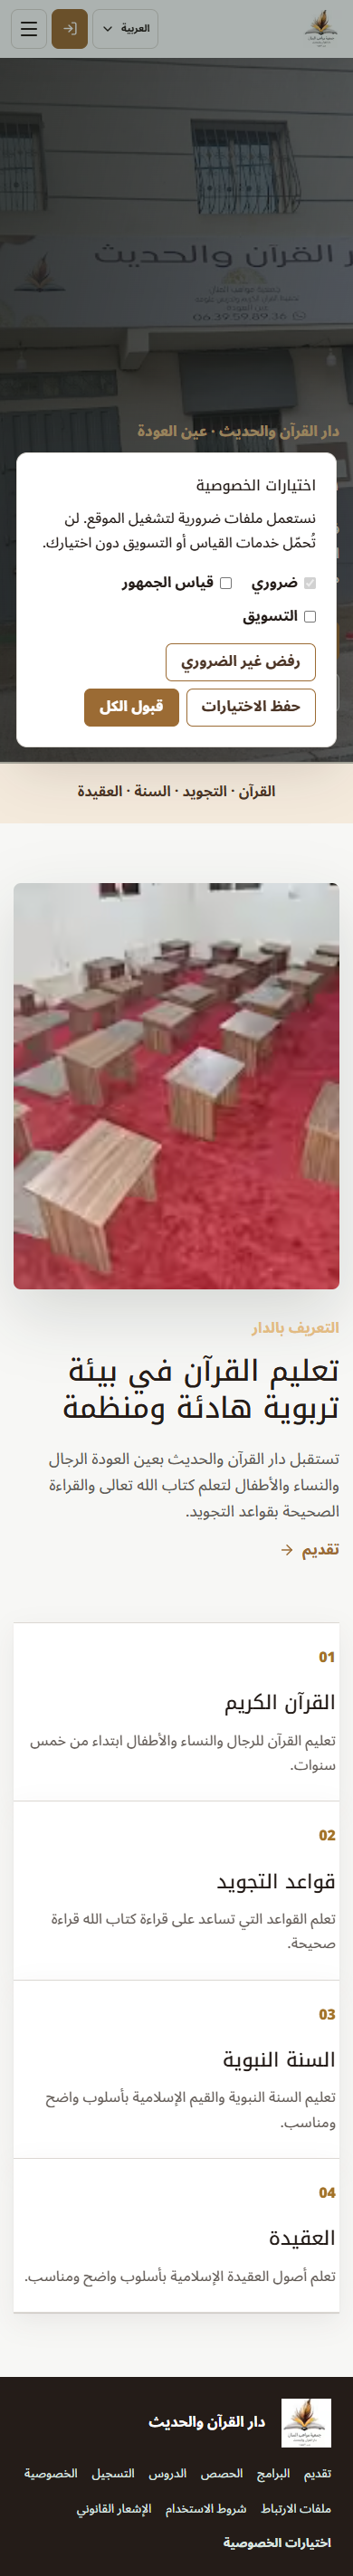 العربية
06.39.59.89.36
دار القرآن والحديث · عين العودة
اختيارات الخصوصية
نستعمل ملفات ضرورية لتشغيل الموقع. لن
تُحمّل خدمات القياس أو التسويق دون اختيارك.
ضروري
قياس الجمهور
التسويق
رفض غير الضروري
حفظ الاختيارات
قبول الكل
القرآن · التجويد · السنة · العقيدة
التعريف بالدار
تعليم القرآن في بيئة
تربوية هادئة ومنظمة
تستقبل دار القرآن والحديث بعين العودة الرجال
والنساء والأطفال لتعلم كتاب الله تعالى والقراءة
الصحيحة بقواعد التجويد.
تقديم →
01
القرآن الكريم
تعليم القرآن للرجال والنساء والأطفال ابتداء من خمس
سنوات.
02
قواعد التجويد
تعلم القواعد التي تساعد على قراءة كتاب الله قراءة
صحيحة.
03
السنة النبوية
تعليم السنة النبوية والقيم الإسلامية بأسلوب واضح
ومناسب.
04
العقيدة
تعلم أصول العقيدة الإسلامية بأسلوب واضح ومناسب.
دار القرآن والحديث
تقديم البرامج الحصص الدروس التسجيل الخصوصية
ملفات الارتباط شروط الاستخدام الإشعار القانوني
اختيارات الخصوصية